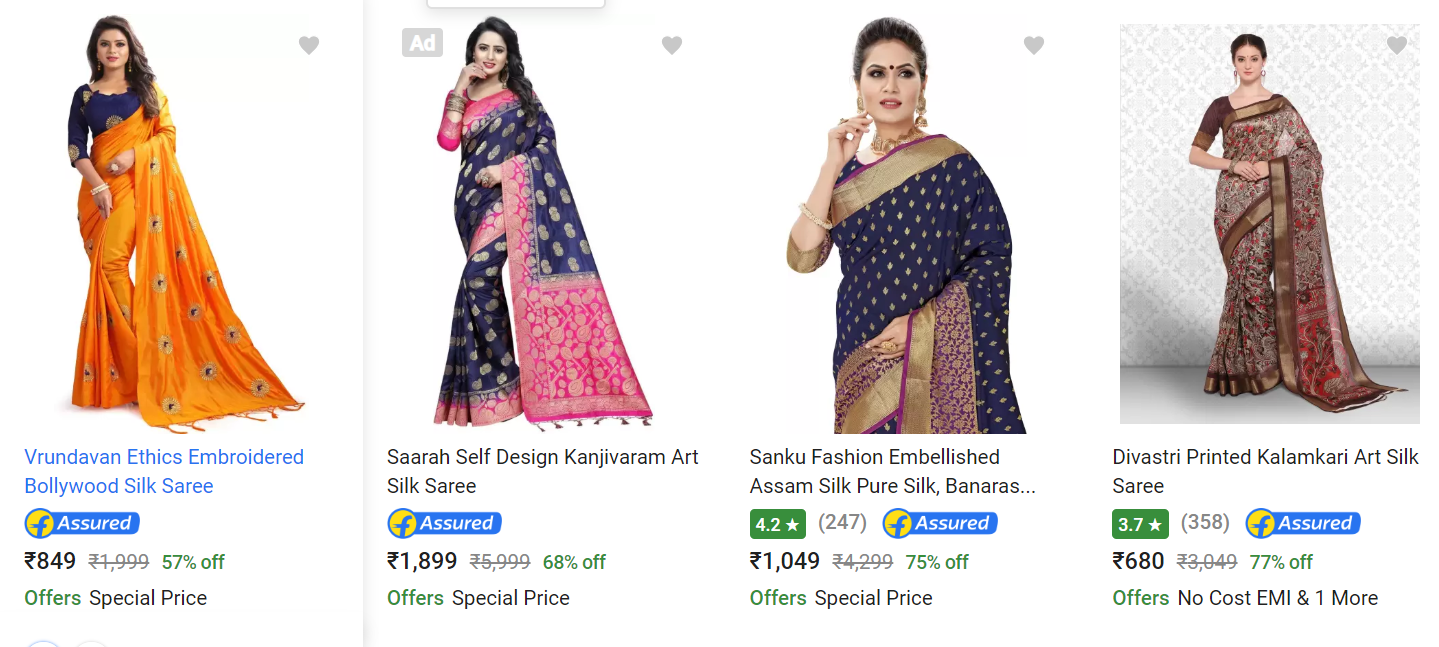 Ad
Vrundavan Ethics Embroidered
Bollywood Silk Saree
Assured
₹849 ₹1,999 57% off
Offers Special Price
Saarah Self Design Kanjivaram Art
Silk Saree
Assured
₹1,899 ₹5,999 68% off
Offers Special Price
Sanku Fashion Embellished
Assam Silk Pure Silk, Banaras...
4.2 ★ (247) Assured
₹1,049 ₹4,299 75% off
Offers Special Price
Divastri Printed Kalamkari Art Silk
Saree
3.7 ★ (358) Assured
₹680 ₹3,049 77% off
Offers No Cost EMI & 1 More